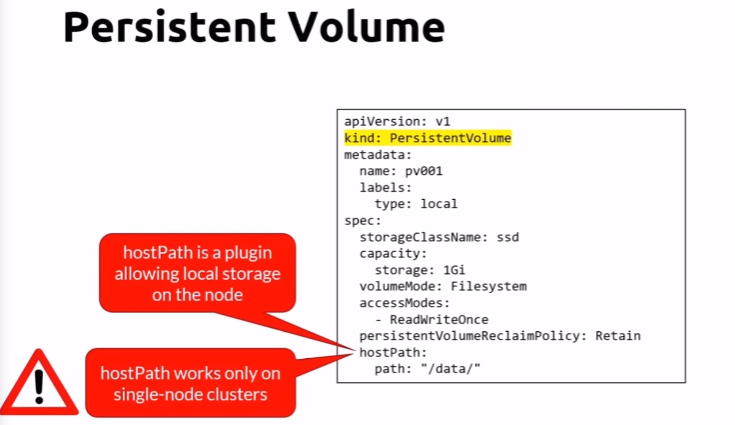 Persistent Volume
apiVersion: v1
kind: PersistentVolume
metadata:
  name: pv001
  labels:
    type: local
spec:
  storageClassName: ssd
  capacity:
    storage: 1Gi
  volumeMode: Filesystem
  accessModes:
    - ReadWriteOnce
  persistentVolumeReclaimPolicy: Retain
  hostPath:
    path: "/data/"
hostPath is a plugin
allowing local storage
on the node
!
hostPath works only on
single-node clusters